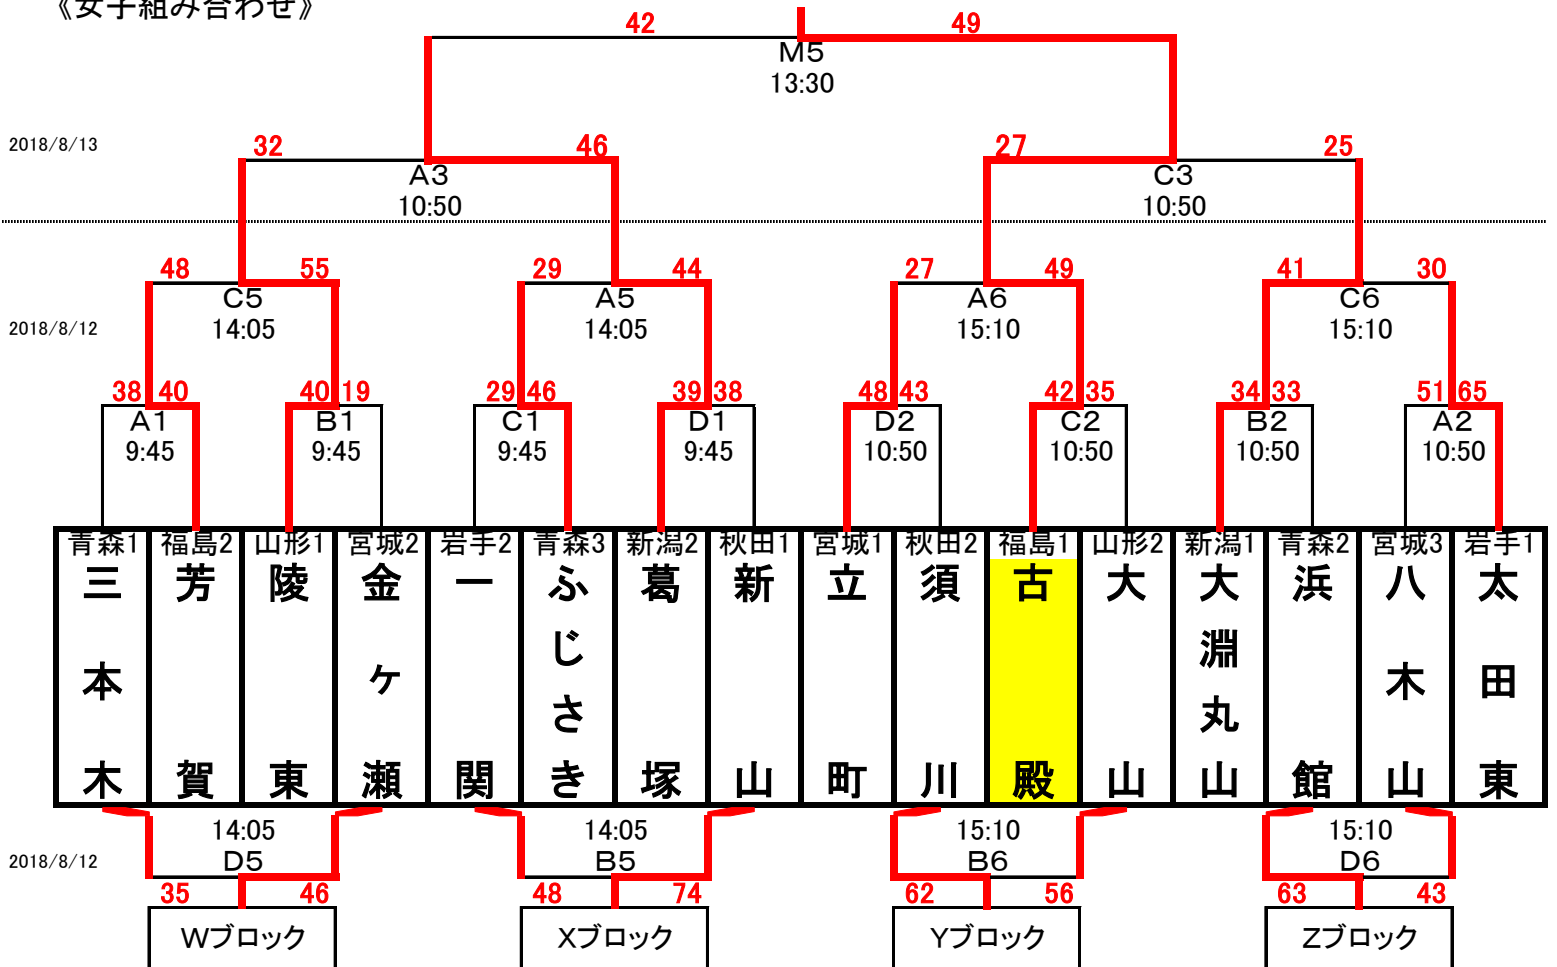 《女子組み合わせ》
42 49
M5
13:30
2018/8/13
32 46 27 25
A3 C3
10:50 10:50
48 55 29 44 27 49 41 30
C5 A5 A6 C6
2018/8/12 14:05 14:05 15:10 15:10
38 40 40 19 29 46 39 38 48 43 42 35 34 33 51 65
A1 B1 C1 D1 D2 C2 B2 A2
9:45 9:45 9:45 9:45 10:50 10:50 10:50 10:50
青森1 福島2 山形1 宮城2 岩手2 青森3 新潟2 秋田1 宮城1 秋田2 福島1 山形2 新潟1 青森2 宮城3 岩手1
三本木 芳賀 陵東 金ヶ瀬 一関 ふじさき 葛塚 新山 立町 須川 古殿 大山 大淵丸山 浜館 八木山 太田東
14:05 14:05 15:10 15:10
2018/8/12 D5 B5 B6 D6
35 46 48 74 62 56 63 43
Wブロック Xブロック Yブロック Zブロック